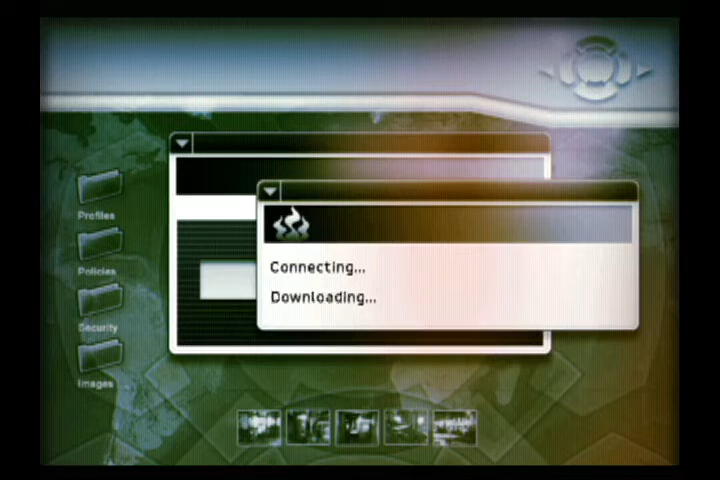 Profiles
Policies
Security
Images
Connecting...
Downloading...